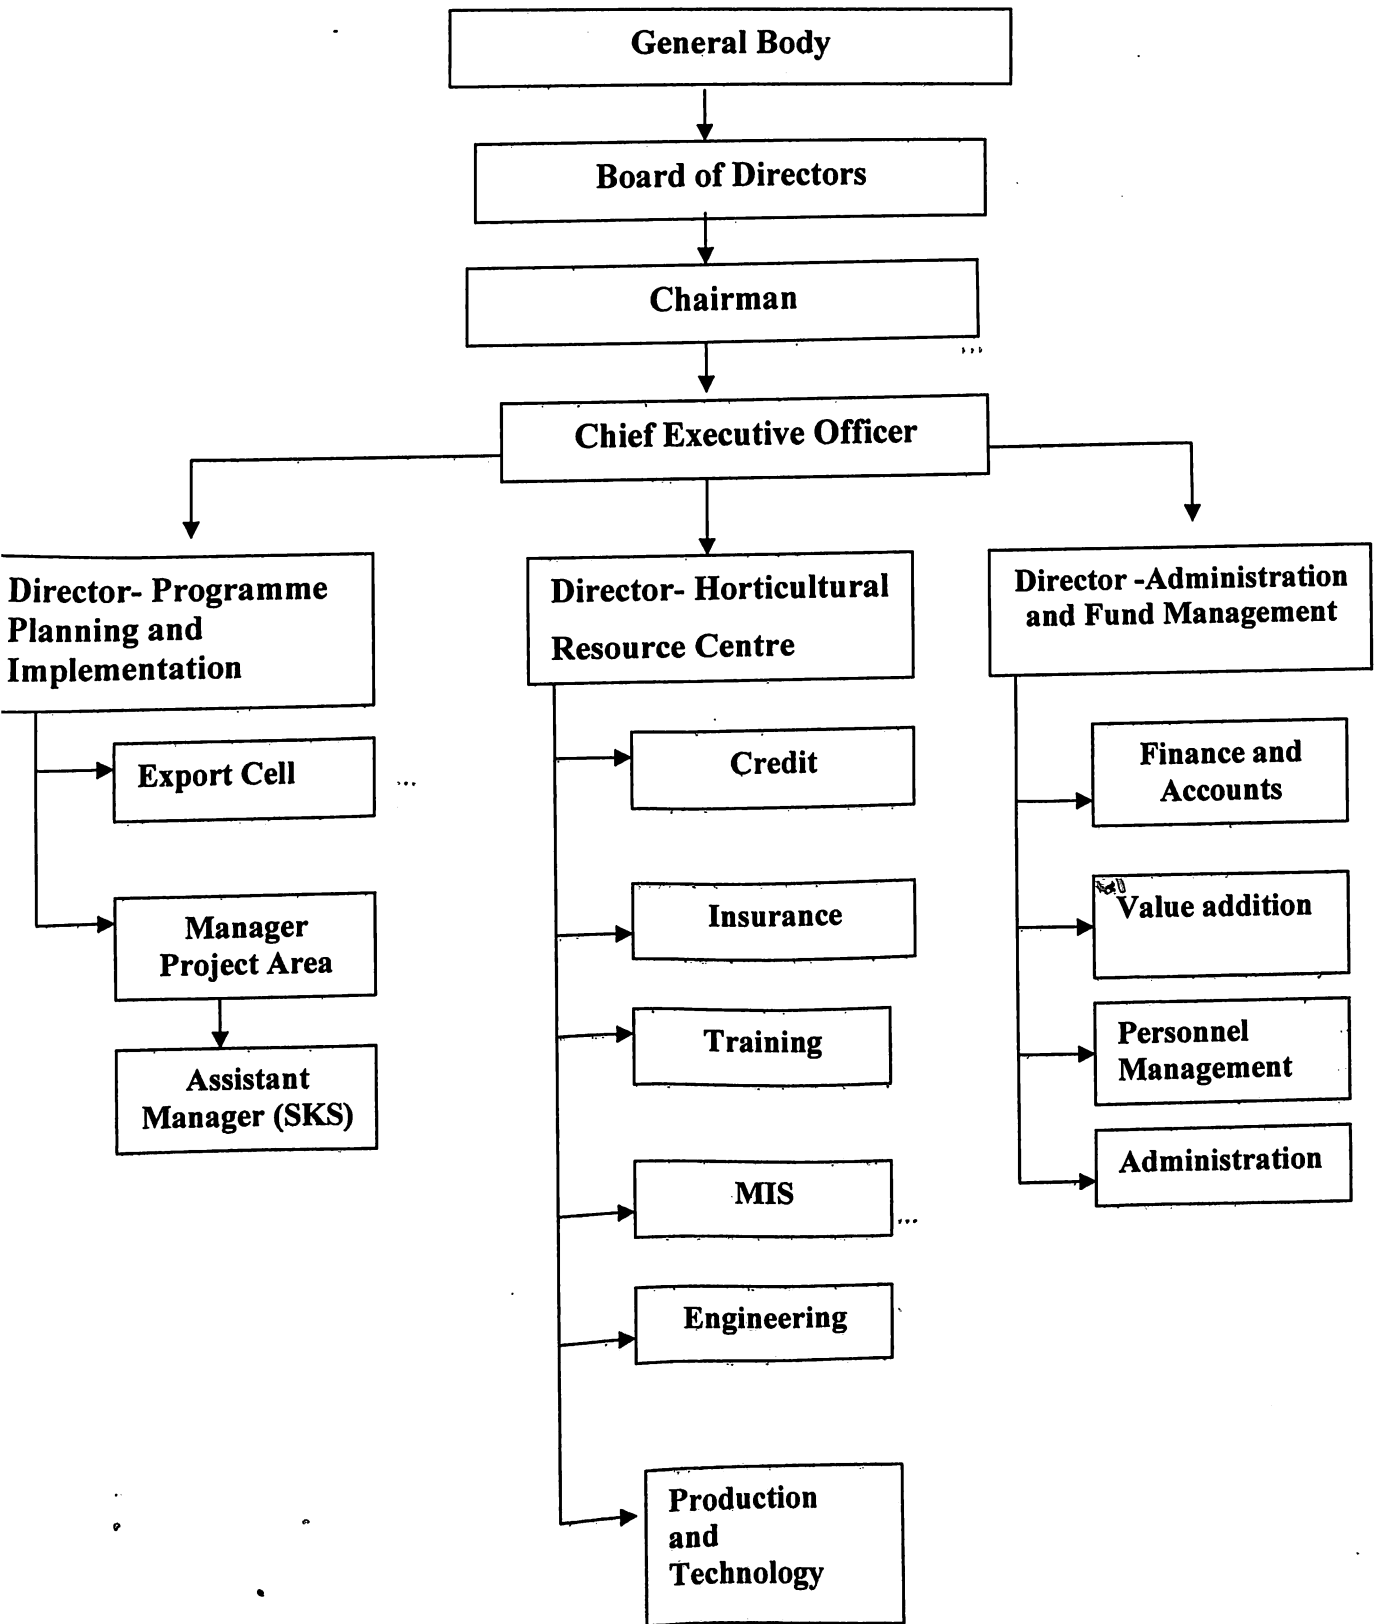 General Body
Board of Directors
Chairman
Chief Executive Officer
Director- Programme
Planning and
Implementation
Export Cell
Manager
Project Area
Assistant
Manager (SKS)
Director- Horticultural
Resource Centre
Credit
Insurance
Training
MIS
Engineering
Production
and
Technology
Director -Administration
and Fund Management
Finance and
Accounts
Value addition
Personnel
Management
Administration